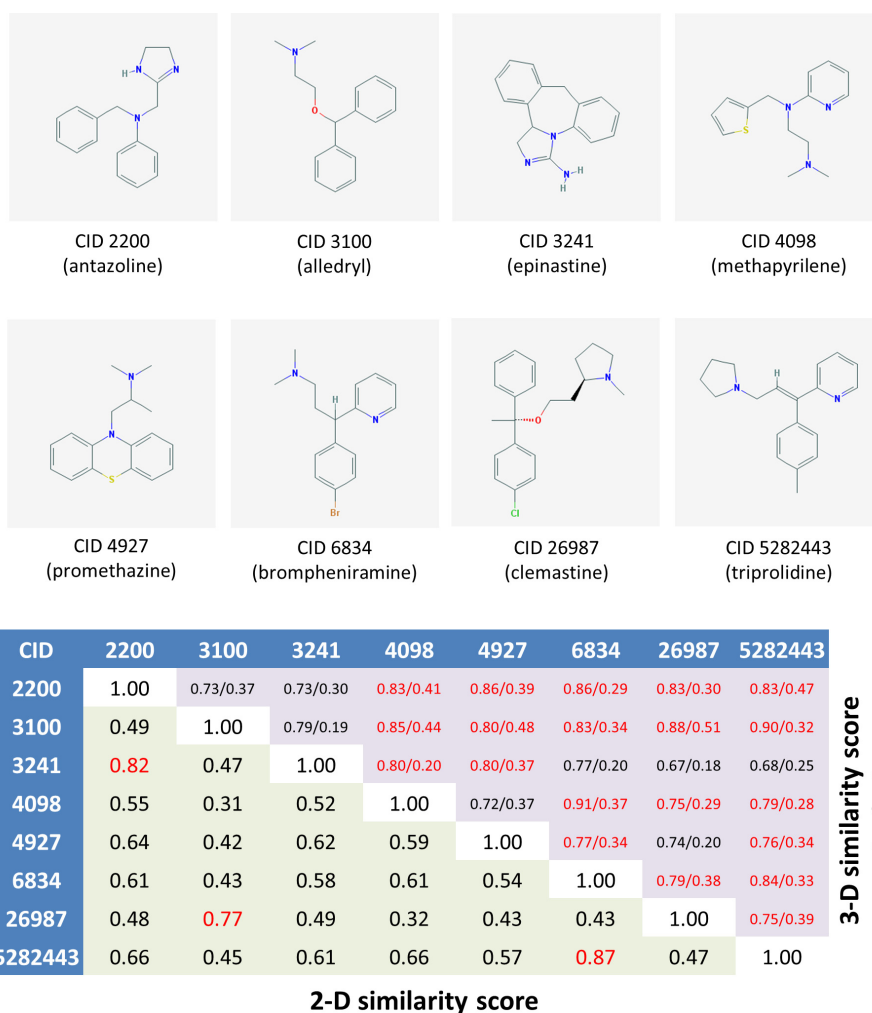 H N N N
N O
N N H N H
N N S N
CID 2200 CID 3100 CID 3241 CID 4098
(antazoline) (alledryl) (epinastine) (methapyrilene)
N N S
N H N Br
N O Cl
N H N
CID 4927 CID 6834 CID 26987 CID 5282443
(promethazine) (brompheniramine) (clemastine) (triprolidine)
CID 2200 3100 3241 4098 4927 6834 26987 5282443
2200 1.00 0.73/0.37 0.73/0.30 0.83/0.41 0.86/0.39 0.86/0.29 0.83/0.30 0.83/0.47
3100 0.49 1.00 0.79/0.19 0.85/0.44 0.80/0.48 0.83/0.34 0.88/0.51 0.90/0.32
3241 0.82 0.47 1.00 0.80/0.20 0.80/0.37 0.77/0.20 0.67/0.18 0.68/0.25
4098 0.55 0.31 0.52 1.00 0.72/0.37 0.91/0.37 0.75/0.29 0.79/0.28
4927 0.64 0.42 0.62 0.59 1.00 0.77/0.34 0.74/0.20 0.76/0.34
6834 0.61 0.43 0.58 0.61 0.54 1.00 0.79/0.38 0.84/0.33
26987 0.48 0.77 0.49 0.32 0.43 0.43 1.00 0.75/0.39
5282443 0.66 0.45 0.61 0.66 0.57 0.87 0.47 1.00
3-D similarity score
2-D similarity score